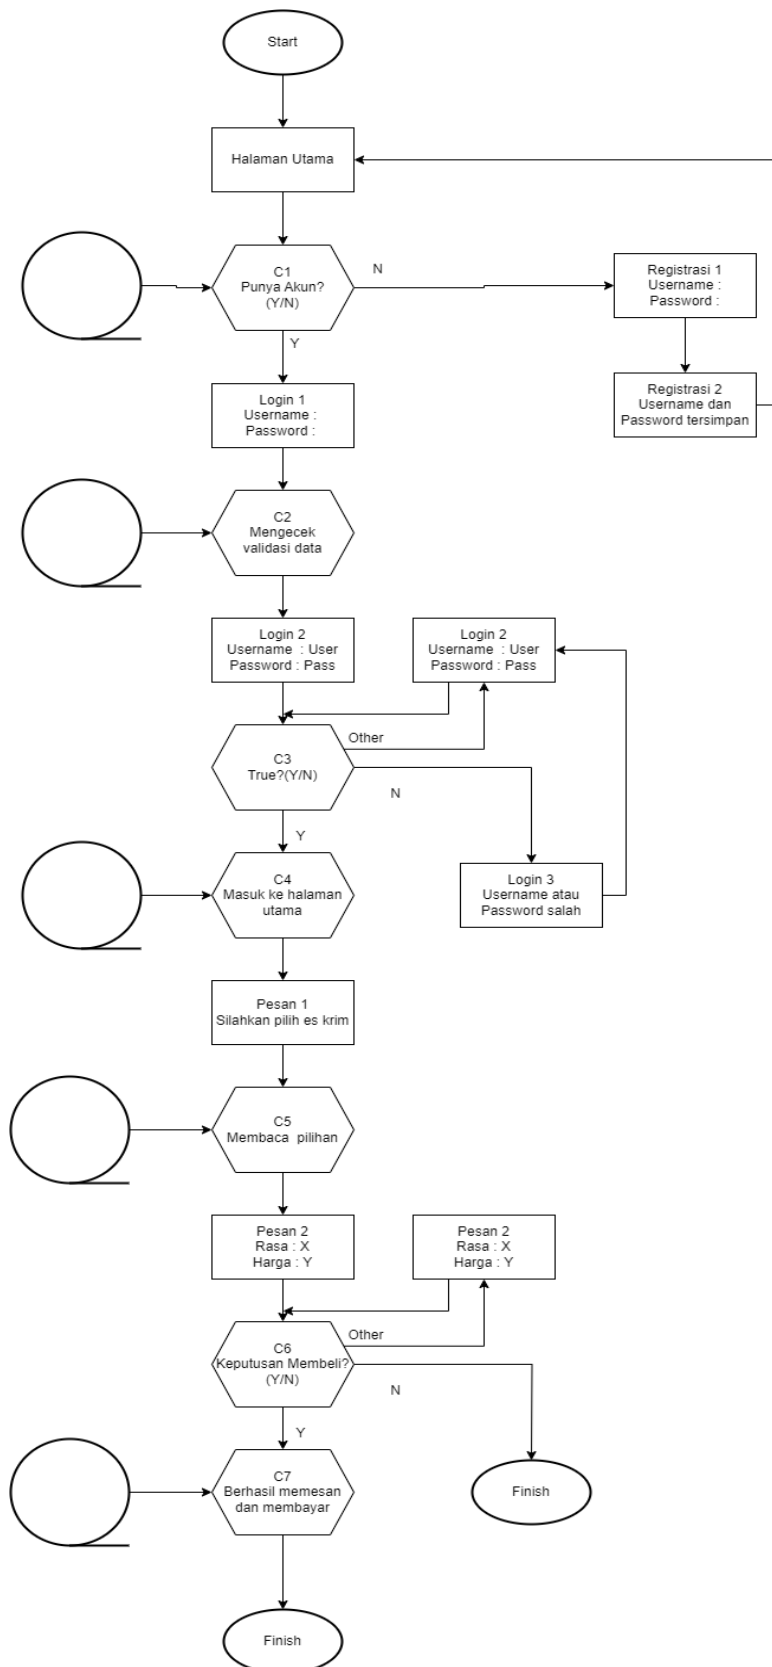 Start
Halaman Utama
C1
Punya Akun?
(Y/N)
N
Registrasi 1
Username :
Password :
Y
Login 1
Username :
Password :
Registrasi 2
Username dan
Password tersimpan
C2
Mengecek
validasi data
Login 2
Username  : User
Password : Pass
Login 2
Username  : User
Password : Pass
Other
C3
True?(Y/N)
N
Y
C4
Masuk ke halaman
utama
Login 3
Username atau
Password salah
Pesan 1
Silahkan pilih es krim
C5
Membaca  pilihan
Pesan 2
Rasa : X
Harga : Y
Pesan 2
Rasa : X
Harga : Y
Other
C6
Keputusan Membeli?
(Y/N)
N
Y
C7
Berhasil memesan
dan membayar
Finish
Finish